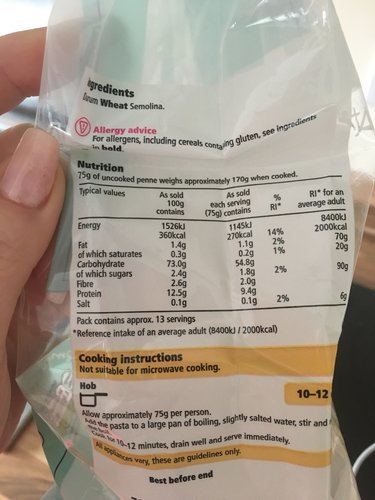 Ingredients
Durum Wheat Semolina.
Allergy advice
For allergens, including cereals containing gluten, see ingredients
in bold.
Nutrition
75g of uncooked penne weighs approximately 170g when cooked.
Typical values As sold 100g contains As sold each serving (75g) contains % RI* RI* for an average adult
Energy 1526kJ 1145kJ 8400kJ
360kcal 270kcal 14% 2000kcal
Fat 1.4g 1.1g 2% 70g
of which saturates 0.3g 0.2g 1% 20g
Carbohydrate 73.0g 54.8g
of which sugars 2.4g 1.8g 2% 90g
Fibre 2.6g 2.0g
Protein 12.5g 9.4g
Salt 0.1g 0.1g 2% 6g
Pack contains approx. 13 servings
*Reference intake of an average adult (8400kJ / 2000kcal)
Cooking instructions
Not suitable for microwave cooking.
Hob 10-12
Allow approximately 75g per person.
Add the pasta to a large pan of boiling, slightly salted water, stir and
Cook for 10-12 minutes, drain well and serve immediately.
All appliances vary, these are guidelines only.
Best before end